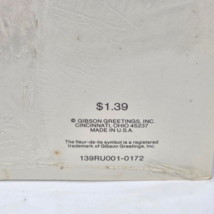 $1.39
© GIBSON GREETINGS, INC.
CINCINNATI, OHIO 45237
MADE IN U.S.A
The fleur-de-lis symbol is a registered
trademark of Gibson Greetings, Inc.
139RU001-0172